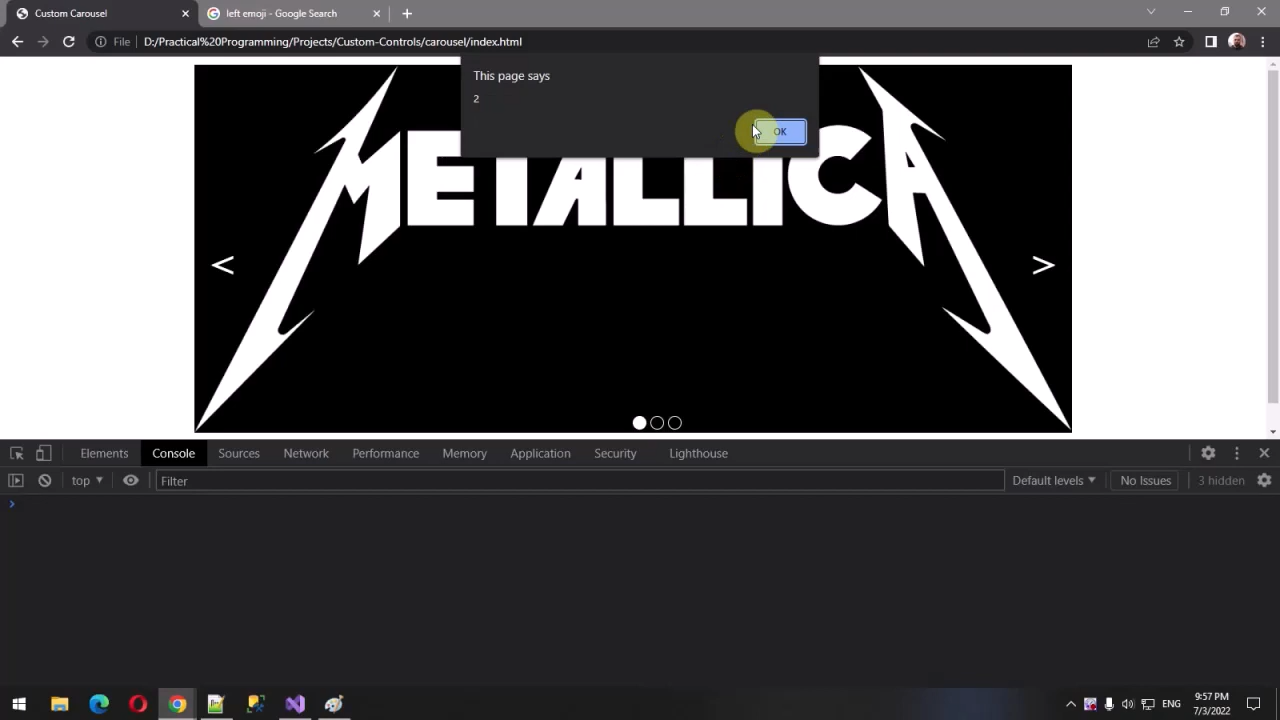 Custom Carousel
left emoji - Google Search
File
D:/Practical%20Programming/Projects/Custom-Controls/carousel/index.html
This page says
2
OK
METALLICA
< >
Elements Console Sources Network Performance Memory Application Security Lighthouse
top Filter Default levels No Issues 3 hidden
>
ENG
9:57 PM
7/3/2022